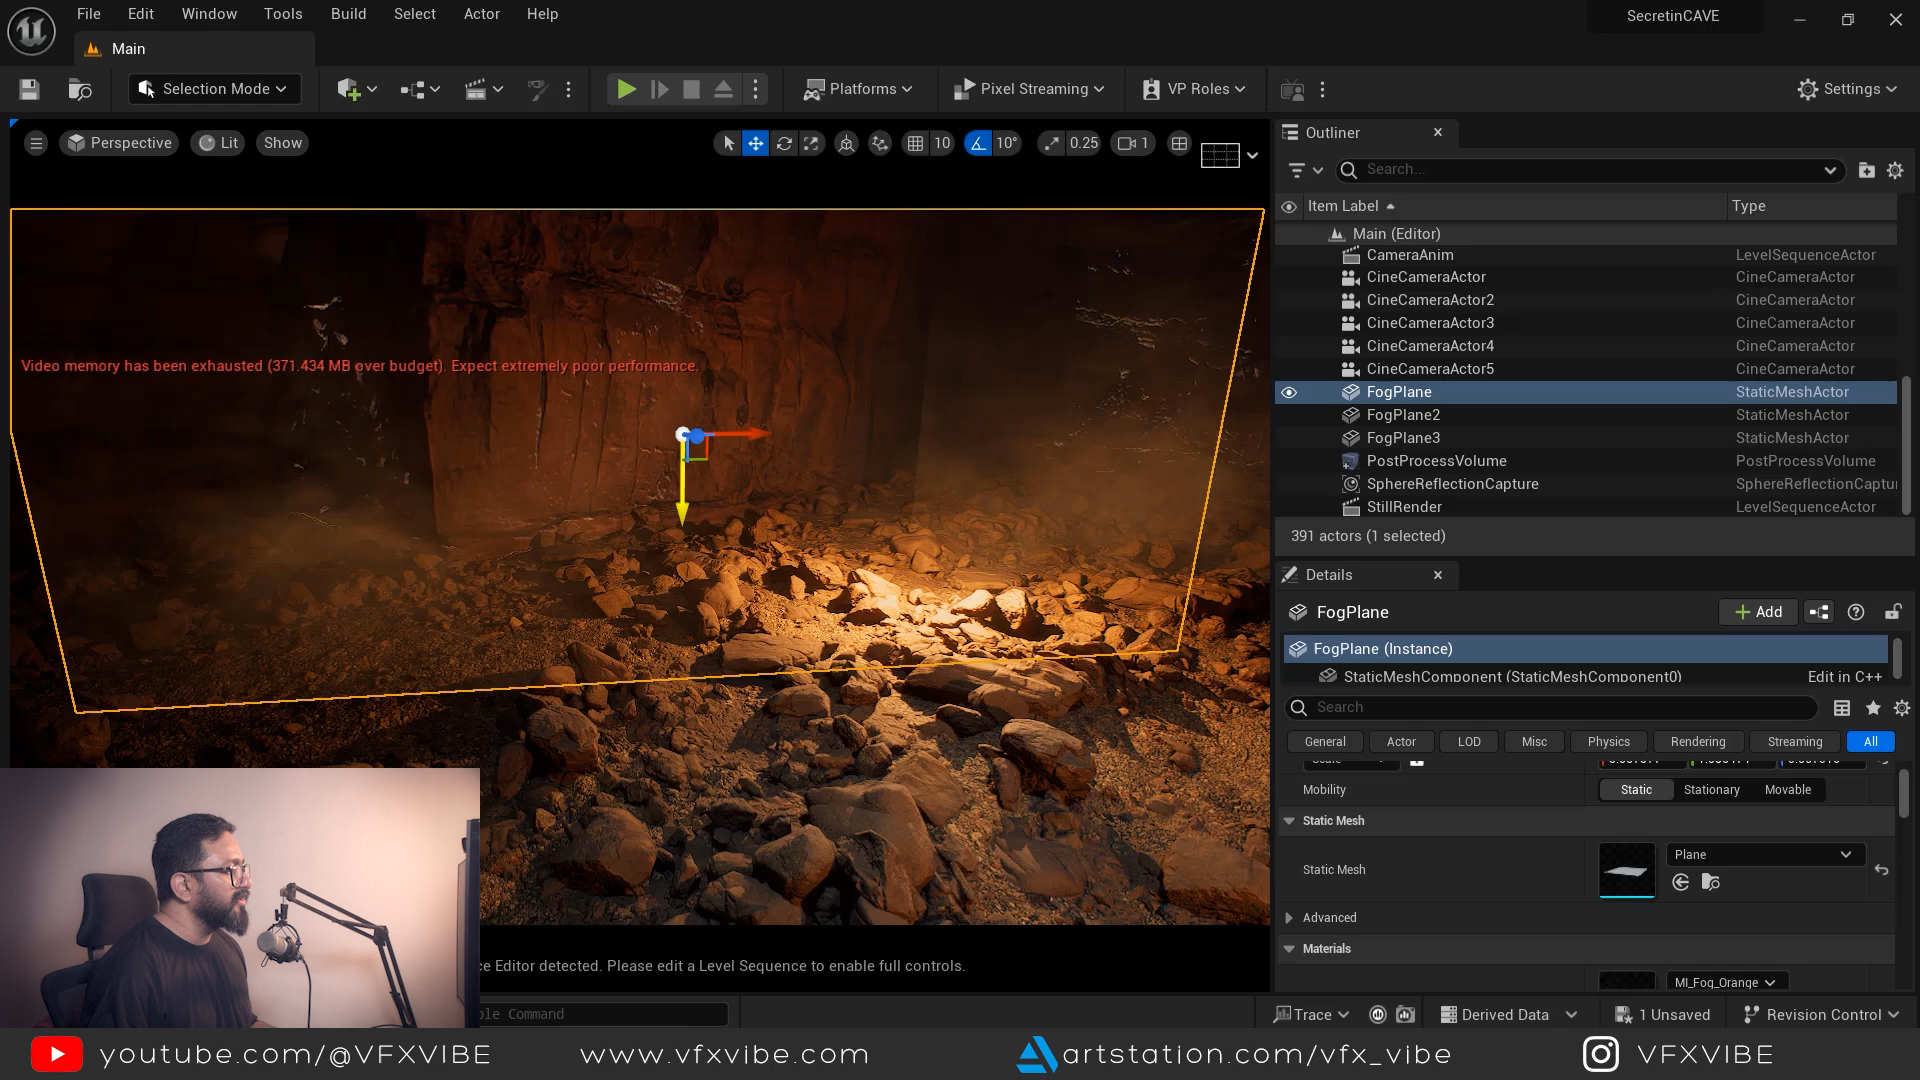 File Edit Window Tools Build Select Actor Help
SecretinCAVE
Main
Selection Mode
Platforms
Pixel Streaming
VP Roles
Settings
Perspective
Lit
Show
10
10°
0.25
1
Outliner
Search...
Item Label
Type
Main (Editor)
CameraAnim LevelSequenceActor
CineCameraActor CineCameraActor
CineCameraActor2 CineCameraActor
CineCameraActor3 CineCameraActor
CineCameraActor4 CineCameraActor
CineCameraActor5 CineCameraActor
FogPlane StaticMeshActor
FogPlane2 StaticMeshActor
FogPlane3 StaticMeshActor
PostProcessVolume PostProcessVolume
SphereReflectionCapture SphereReflectionCaptu
StillRender LevelSequenceActor
391 actors (1 selected)
Video memory has been exhausted (371.434 MB over budget). Expect extremely poor performance.
Details
FogPlane
Add
FogPlane (Instance)
StaticMeshComponent (StaticMeshComponent0) Edit in C++
Search
General Actor LOD Misc Physics Rendering Streaming All
Mobility Static Stationary Movable
Static Mesh
Static Mesh Plane
Advanced
Materials
MI_Fog_Orange
ce Editor detected. Please edit a Level Sequence to enable full controls.
ole Command
Trace
Derived Data
1 Unsaved
Revision Control
youtube.com/@VFXVIBE
www.vfxvibe.com
artstation.com/vfx_vibe
VFXVIBE